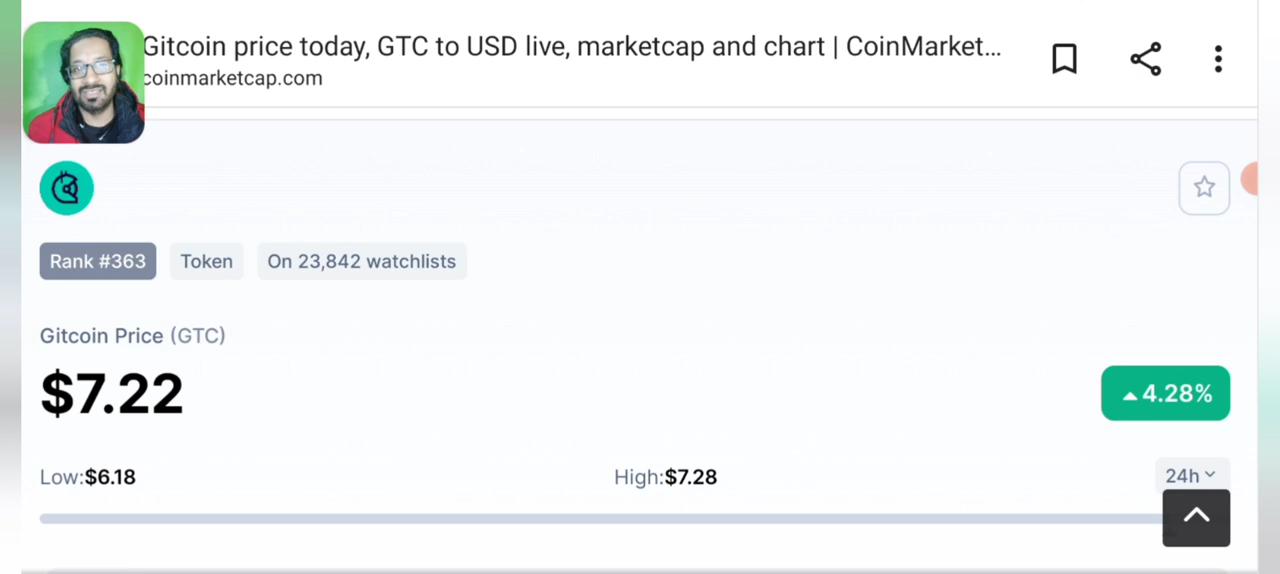 Gitcoin price today, GTC to USD live, marketcap and chart | CoinMarket...
coinmarketcap.com
Rank #363 Token On 23,842 watchlists
Gitcoin Price (GTC)
$7.22 4.28%
Low:$6.18 High:$7.28 24h